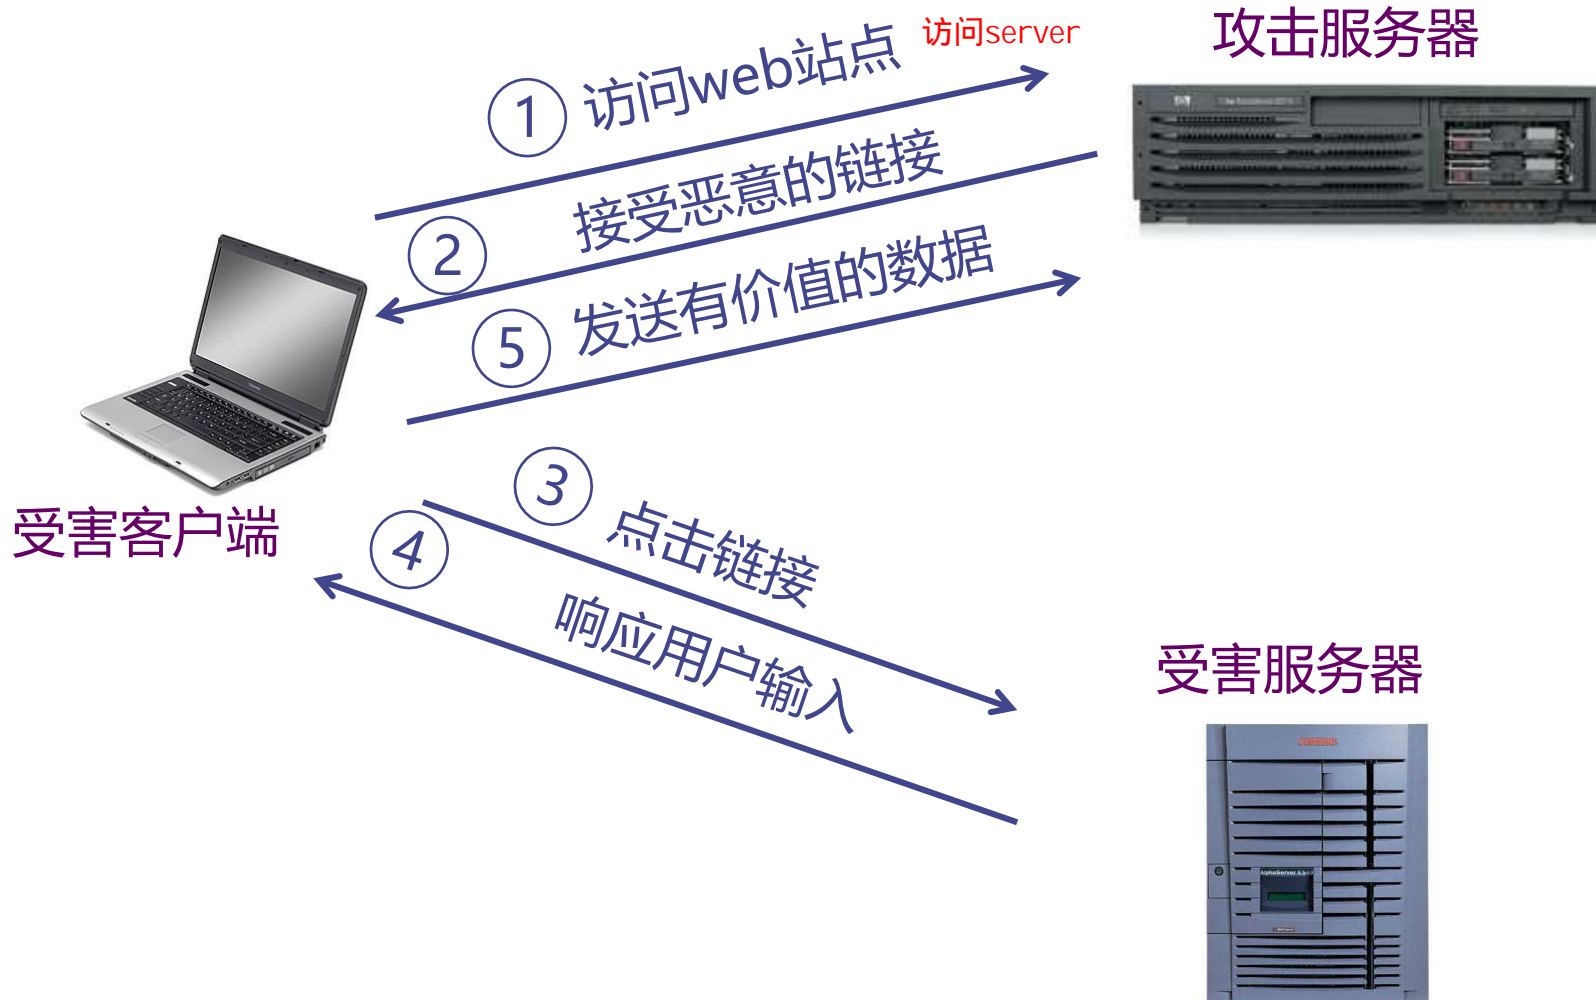 访问server
攻击服务器
① 访问web站点
② 接受恶意的链接
⑤ 发送有价值的数据
③ 点击链接
④ 响应用户输入
受害客户端
受害服务器
AlphaServer ES40